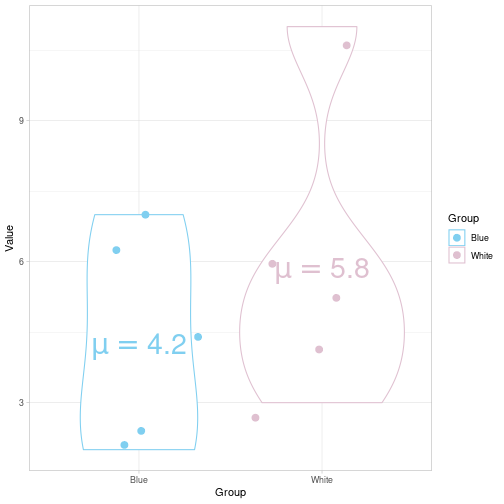 Value
9
6
3
μ = 4.2
μ = 5.8
Blue
White
Group
Group
Blue
White